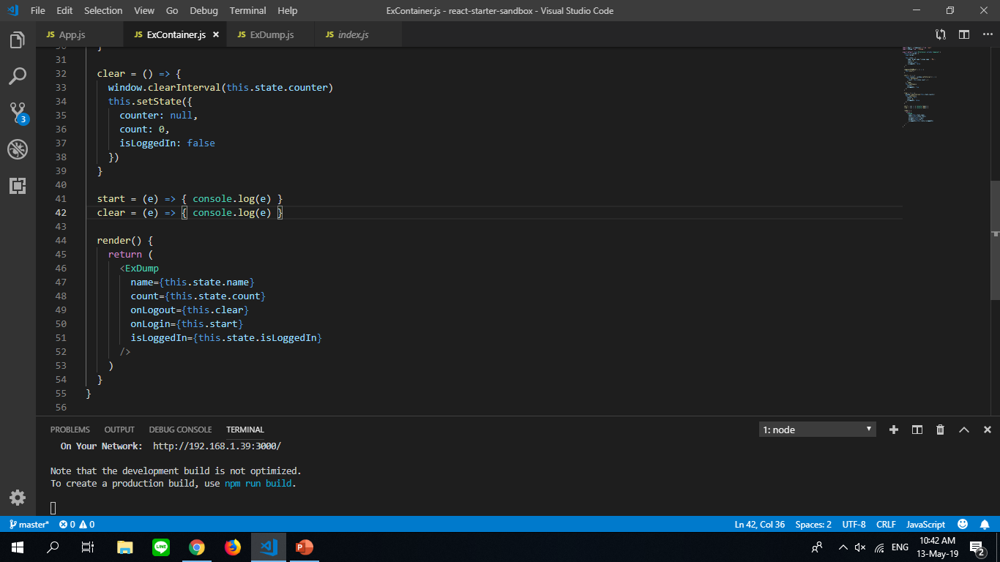 File Edit Selection View Go Debug Terminal Help ExContainer.js - react-starter-sandbox - Visual Studio Code
JS App.js JS ExContainer.js × JS ExDump.js JS index.js
30 }
31
32 clear = () => {
33 window.clearInterval(this.state.counter)
34 this.setState({
35 counter: null,
36 count: 0,
37 isLoggedIn: false
38 })
39 }
40
41 start = (e) => { console.log(e) }
42 clear = (e) => { console.log(e) }
43
44 render() {
45 return (
46 <ExDump
47 name={this.state.name}
48 count={this.state.count}
49 onLogout={this.clear}
50 onLogin={this.start}
51 isLoggedIn={this.state.isLoggedIn}
52 />
53 )
54 }
55 }
56
3
PROBLEMS OUTPUT DEBUG CONSOLE TERMINAL 1: node
On Your Network: http://192.168.1.39:3000/
Note that the development build is not optimized.
To create a production build, use npm run build.
master* 0 0 Ln 42, Col 36 Spaces: 2 UTF-8 CRLF JavaScript
LINE P ENG 10:42 AM
13-May-19 2